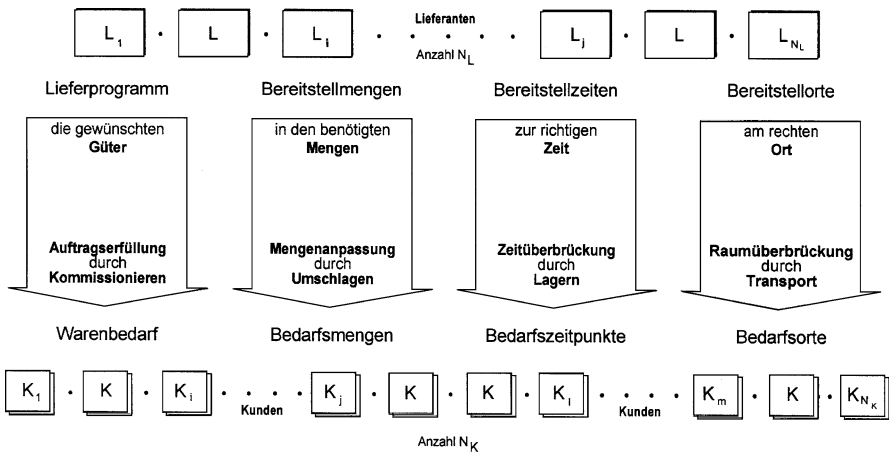 Lieferanten
L1 · L · Li · · · · · Lj · L · LNL
Anzahl NL
Lieferprogramm Bereitstellmengen Bereitstellzeiten Bereitstellorte
die gewünschten in den benötigten zur richtigen am rechten
Güter Mengen Zeit Ort
Auftragserfüllung Mengenanpassung Zeitüberbrückung Raumüberbrückung
durch durch durch durch
Kommissionieren Umschlagen Lagern Transport
Warenbedarf Bedarfsmengen Bedarfszeitpunkte Bedarfsorte
K1 · K · Ki · · · · Kj · K · K · Kl · · · · Km · K · KNK
Kunden Kunden
Anzahl NK